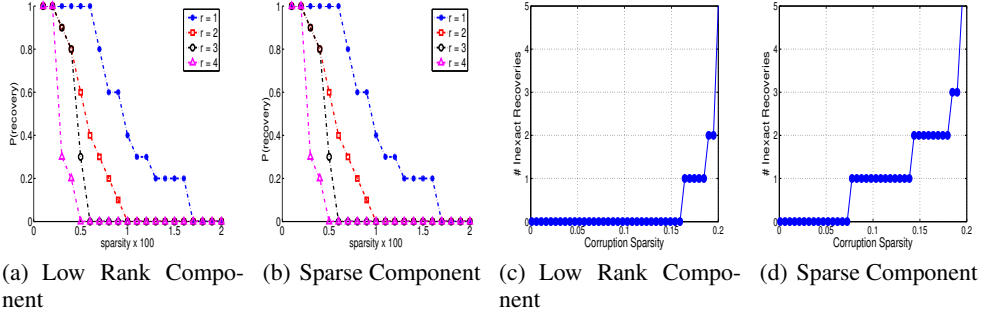 P(recovery)
1
0.8
0.6
0.4
0.2
0
0 0.5 1 1.5 2
sparsity x 100
r = 1
r = 2
r = 3
r = 4
(a) Low Rank Compo-
nent
P(recovery)
1
0.8
0.6
0.4
0.2
0
0 0.5 1 1.5 2
sparsity x 100
r = 1
r = 2
r = 3
r = 4
(b) Sparse Component
# Inexact Recoveries
5
4
3
2
1
0
0 0.05 0.1 0.15 0.2
Corruption Sparsity
(c) Low Rank Compo-
nent
# Inexact Recoveries
5
4
3
2
1
0
0 0.05 0.1 0.15 0.2
Corruption Sparsity
(d) Sparse Component